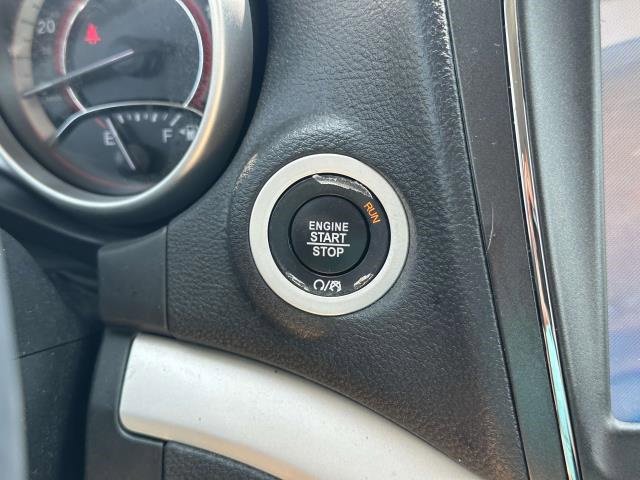 20
E F
RUN
ENGINE
START
STOP